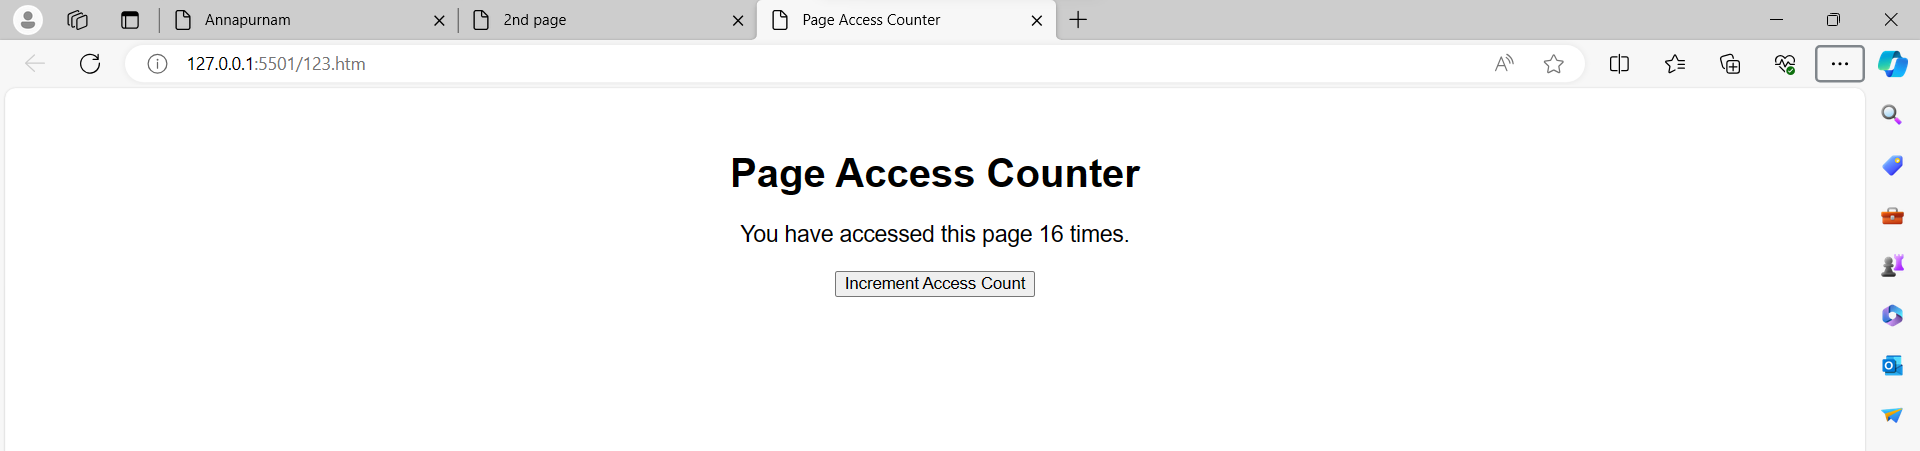 Annapurnam
2nd page
Page Access Counter
127.0.0.1:5501/123.htm
Page Access Counter
You have accessed this page 16 times.
Increment Access Count